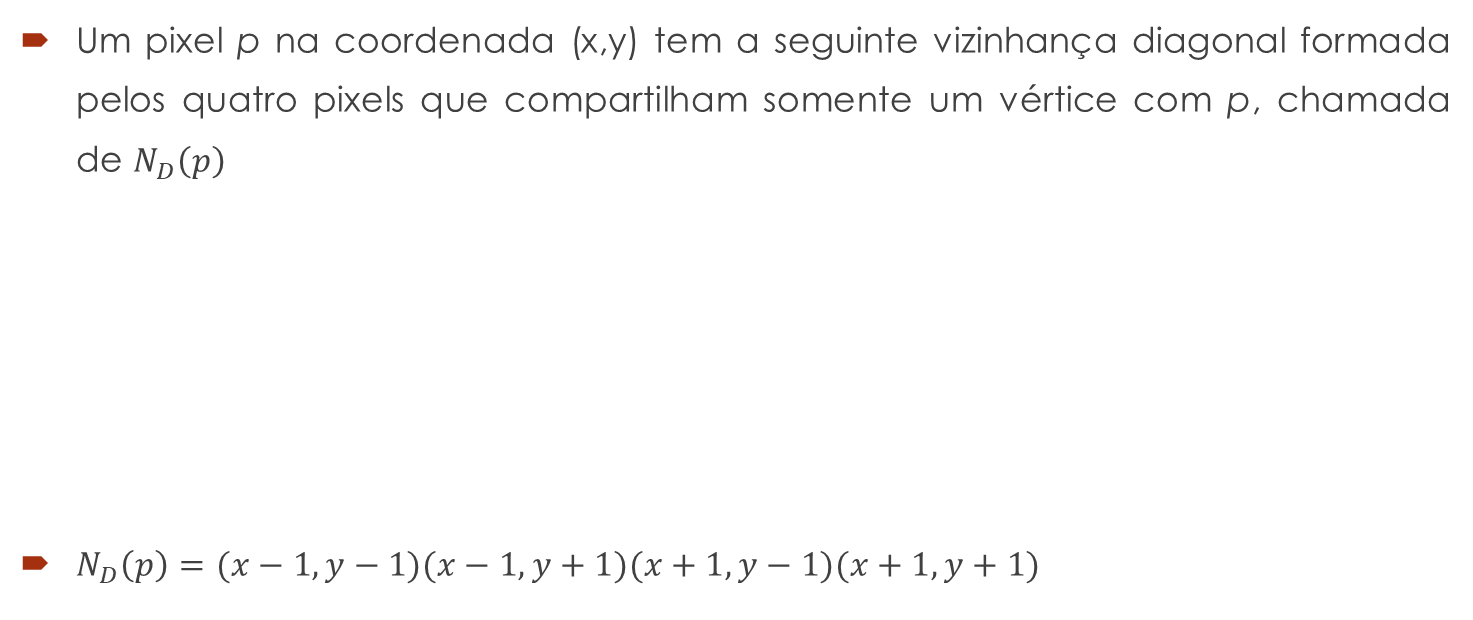 Um pixel p na coordenada (x,y) tem a seguinte vizinhança diagonal formada
pelos quatro pixels que compartilham somente um vértice com p, chamada
de N_D(p)
N_D(p) = (x − 1, y − 1)(x − 1, y + 1)(x + 1, y − 1)(x + 1, y + 1)